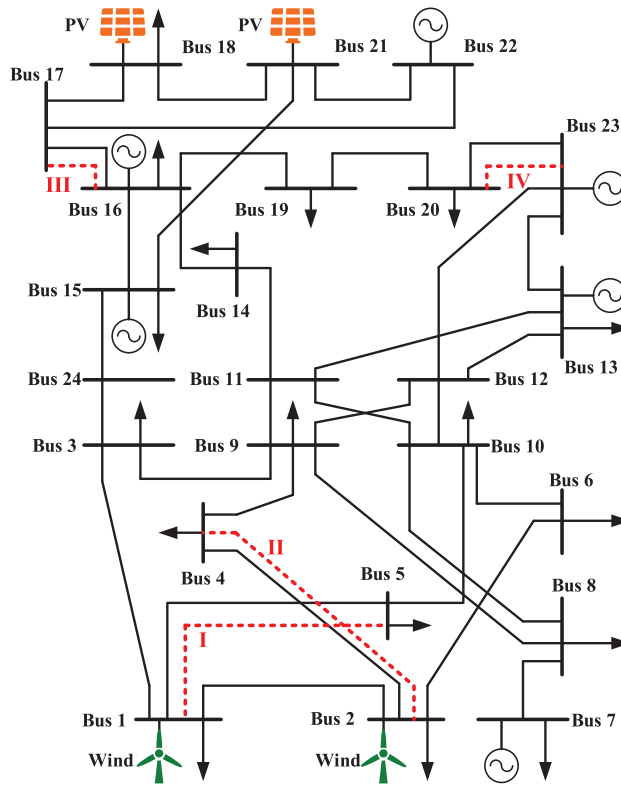 PV
PV
Bus 18
Bus 21
Bus 22
Bus 17
Bus 23
III
IV
Bus 16
Bus 19
Bus 20
Bus 15
Bus 14
Bus 24
Bus 11
Bus 12
Bus 13
Bus 3
Bus 9
Bus 10
Bus 6
II
Bus 4
Bus 5
Bus 8
I
Bus 1
Bus 2
Bus 7
Wind
Wind